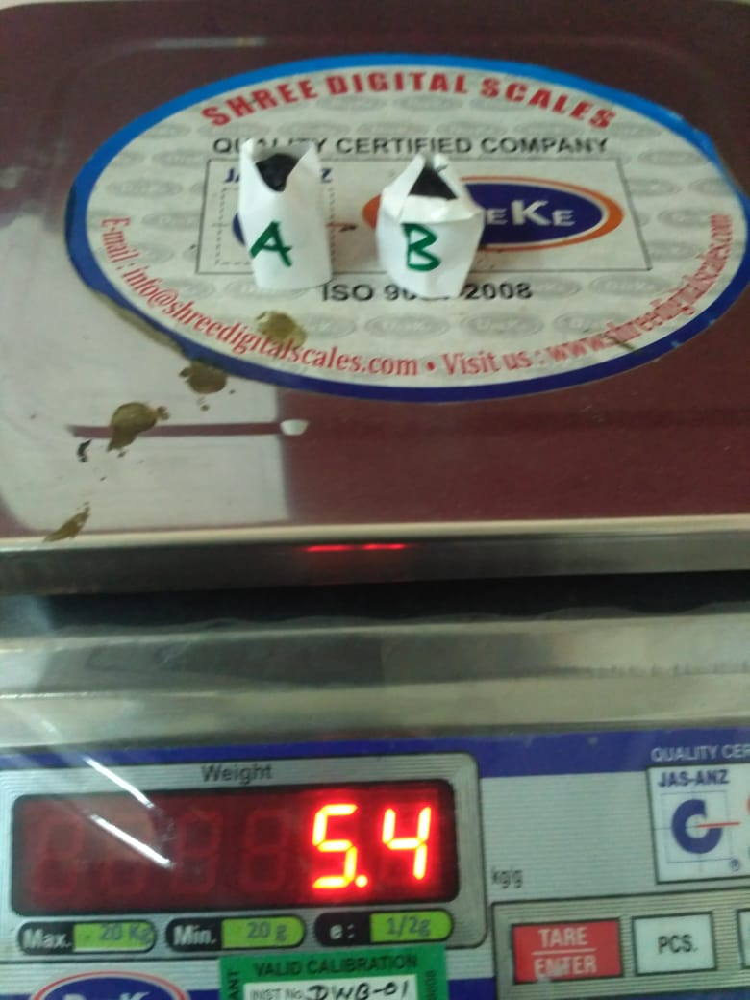 SHREE DIGITAL SCALES
QUALITY CERTIFIED COMPANY
A
B
EKE
ISO 2008
E-mail : info@shreedigitalscales.com • Visit us : www.shreedigitalscales.com
QUALITY CER
JAS-ANZ
Weight
5.4
kg/g
Max. 20 Kg Min. 20 g e : 1/2g
TARE
ENTER
PCS.
VALID CALIBRATION
INST No. DWB-01